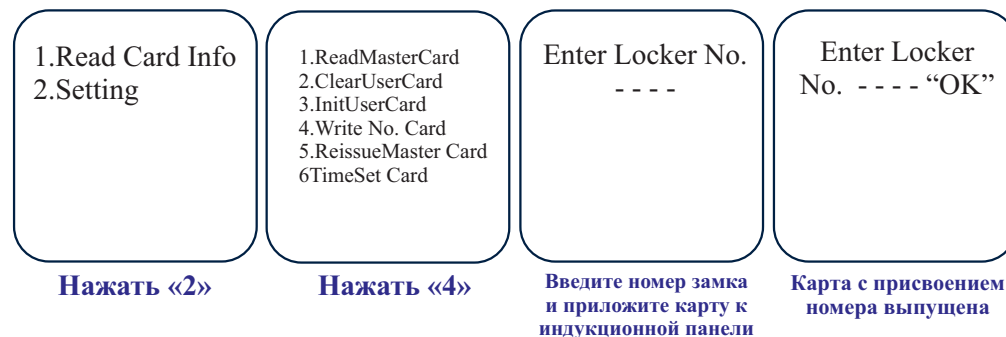 1.Read Card Info
2.Setting
Нажать «2»
1.ReadMasterCard
2.ClearUserCard
3.InitUserCard
4.Write No. Card
5.ReissueMaster Card
6TimeSet Card
Нажать «4»
Enter Locker No.
- - - -
Введите номер замка
и приложите карту к
индукционной панели
Enter Locker
No. - - - - “OK”
Карта с присвоением
номера выпущена